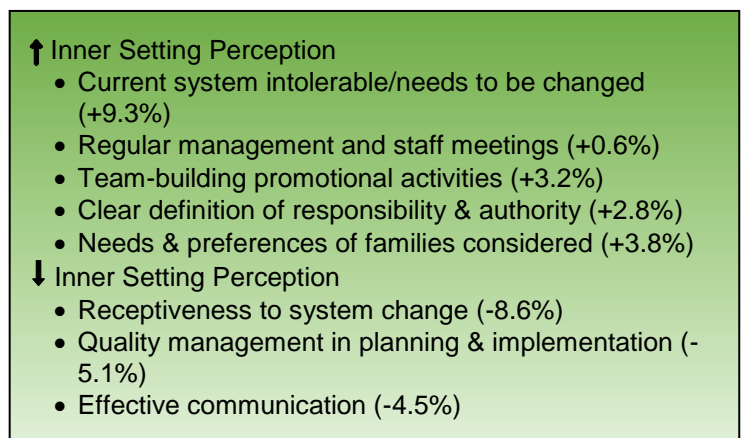 ⬆ Inner Setting Perception
• Current system intolerable/needs to be changed
(+9.3%)
• Regular management and staff meetings (+0.6%)
• Team-building promotional activities (+3.2%)
• Clear definition of responsibility & authority (+2.8%)
• Needs & preferences of families considered (+3.8%)
⬇ Inner Setting Perception
• Receptiveness to system change (-8.6%)
• Quality management in planning & implementation (-
5.1%)
• Effective communication (-4.5%)